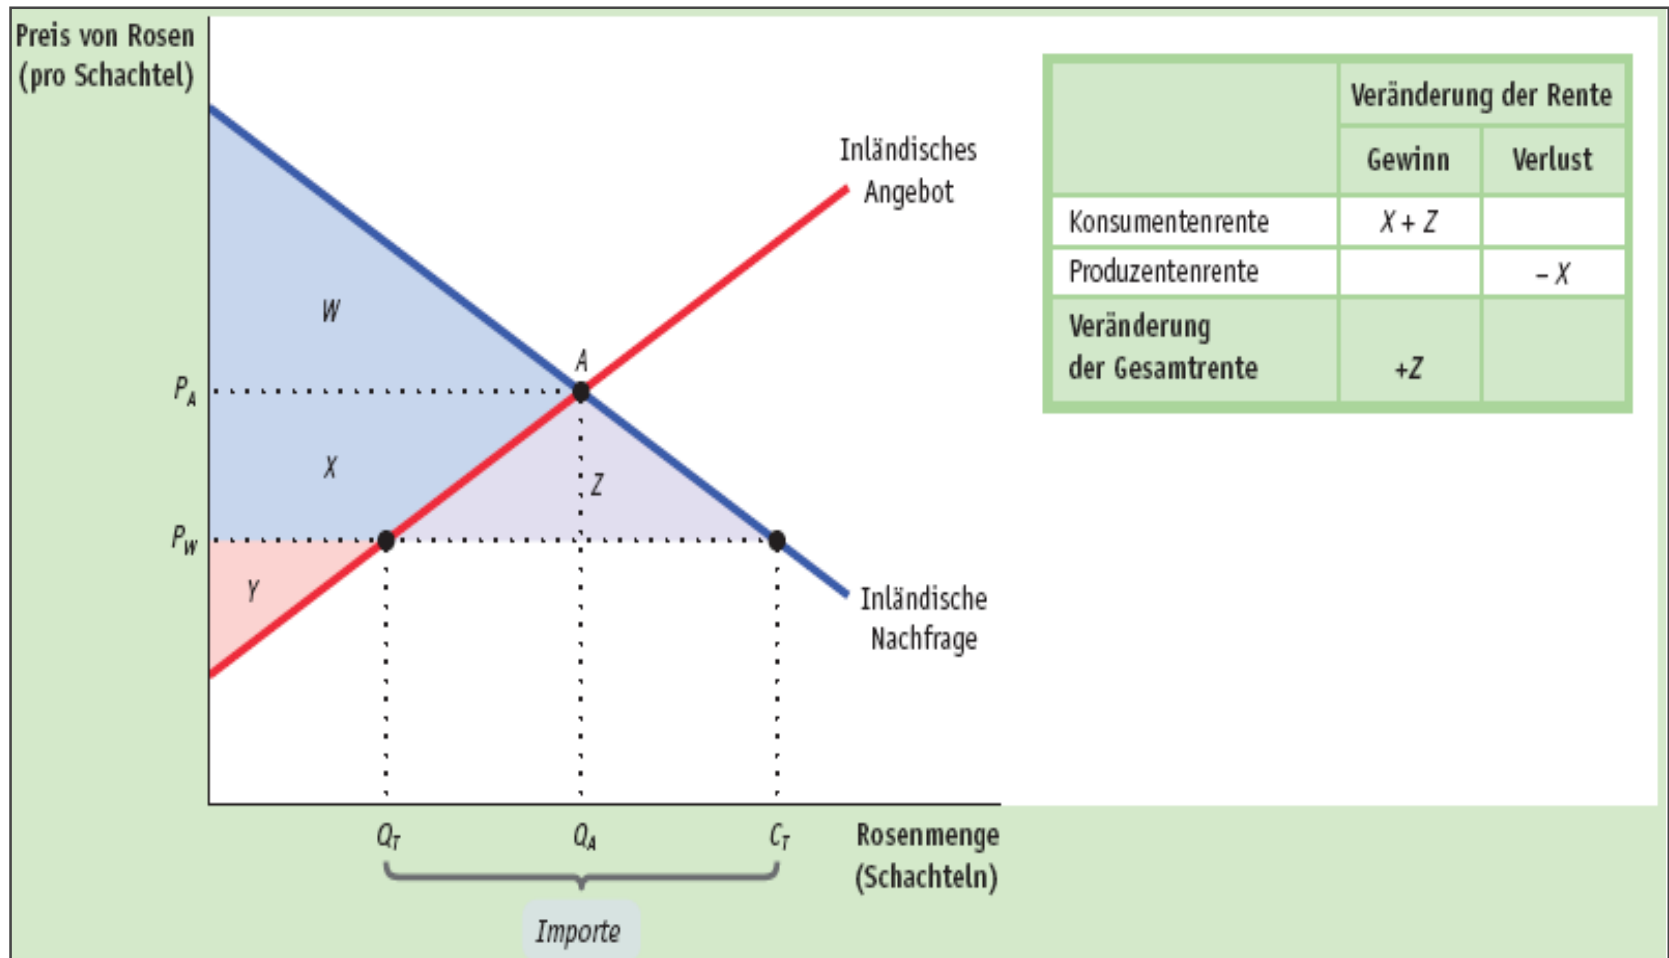 Preis von Rosen
(pro Schachtel)
Inländisches
Angebot
W
A
P_A
X
Z
P_W
Y
Inländische
Nachfrage
Q_T
Q_A
C_T
Rosenmenge
(Schachteln)
Importe
Veränderung der Rente
Gewinn Verlust
Konsumentenrente X + Z
Produzentenrente – X
Veränderung
der Gesamtrente +Z